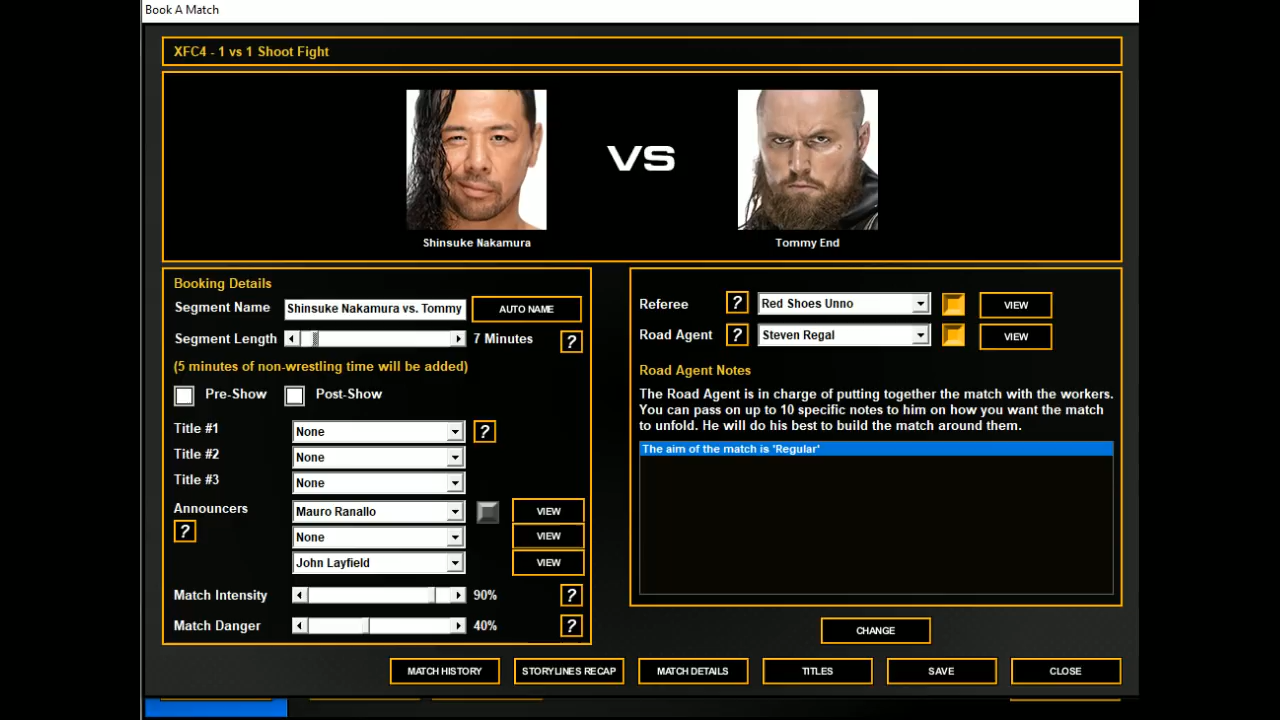 Book A Match
XFC4 - 1 vs 1 Shoot Fight
VS
Shinsuke Nakamura
Tommy End
Booking Details
Segment Name
Shinsuke Nakamura vs. Tommy
AUTO NAME
Segment Length
7 Minutes
?
(5 minutes of non-wrestling time will be added)
Pre-Show
Post-Show
Title #1
None
?
Title #2
None
Title #3
None
Announcers
Mauro Ranallo
VIEW
?
None
VIEW
John Layfield
VIEW
Match Intensity
90%
?
Match Danger
40%
?
Referee
?
Red Shoes Unno
VIEW
Road Agent
?
Steven Regal
VIEW
Road Agent Notes
The Road Agent is in charge of putting together the match with the workers.
You can pass on up to 10 specific notes to him on how you want the match
to unfold. He will do his best to build the match around them.
The aim of the match is 'Regular'
CHANGE
MATCH HISTORY
STORYLINES RECAP
MATCH DETAILS
TITLES
SAVE
CLOSE